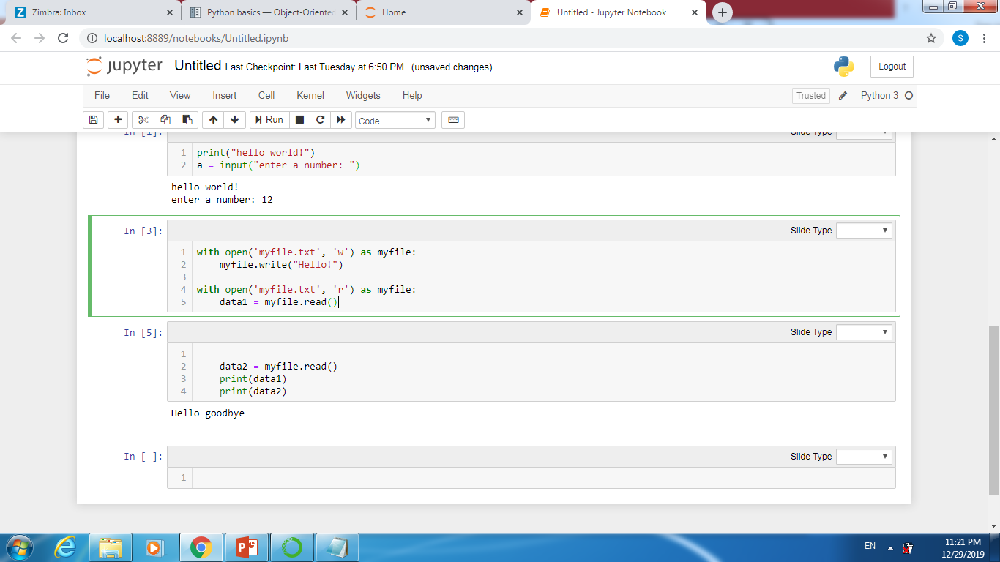 Zimbra: Inbox
Python basics — Object-Oriente
Home
Untitled - Jupyter Notebook
localhost:8889/notebooks/Untitled.ipynb
S
jupyter Untitled Last Checkpoint: Last Tuesday at 6:50 PM (unsaved changes)
Logout
File Edit View Insert Cell Kernel Widgets Help
Trusted
Python 3
Run
Code
In [1]:
Slide Type
1 print("hello world!")
2 a = input("enter a number: ")
hello world!
enter a number: 12
In [3]:
Slide Type
1 with open('myfile.txt', 'w') as myfile:
2     myfile.write("Hello!")
3
4 with open('myfile.txt', 'r') as myfile:
5     data1 = myfile.read()
In [5]:
Slide Type
1
2     data2 = myfile.read()
3     print(data1)
4     print(data2)
Hello goodbye
In [ ]:
Slide Type
1
EN
11:21 PM
12/29/2019